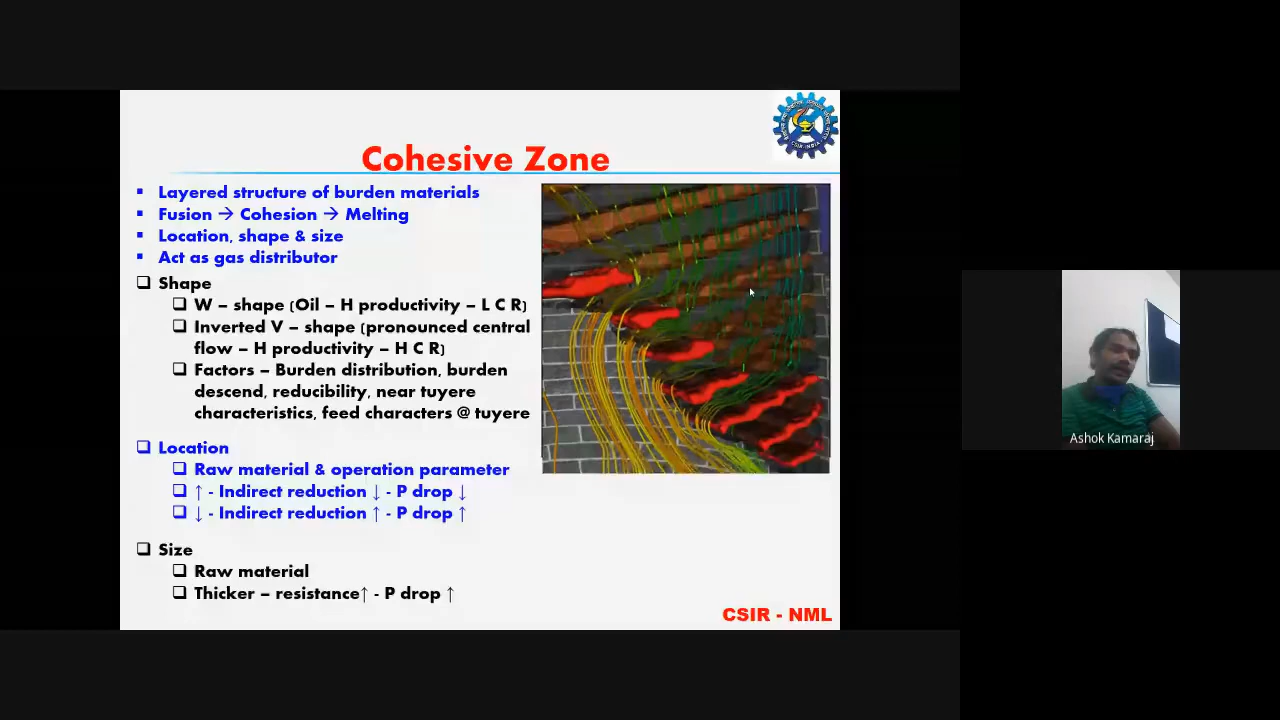 Cohesive Zone
▪ Layered structure of burden materials
▪ Fusion → Cohesion → Melting
▪ Location, shape & size
▪ Act as gas distributor
❑ Shape
❑ W – shape (Oil – H productivity – L C R)
❑ Inverted V – shape (pronounced central
flow – H productivity – H C R)
❑ Factors – Burden distribution, burden
descend, reducibility, near tuyere
characteristics, feed characters @ tuyere
❑ Location
❑ Raw material & operation parameter
❑ ↑ - Indirect reduction ↓ - P drop ↓
❑ ↓ - Indirect reduction ↑ - P drop ↑
❑ Size
❑ Raw material
❑ Thicker – resistance↑ - P drop ↑
CSIR - NML
Ashok Kamaraj